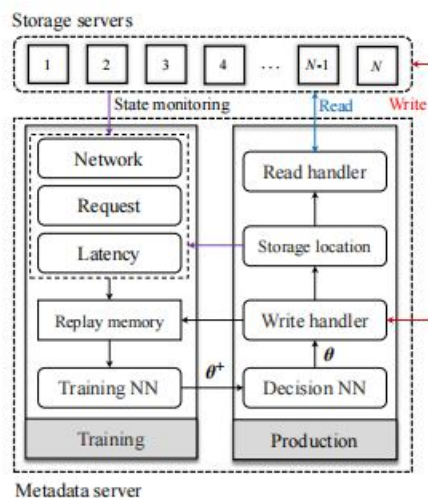 Storage servers
1 2 3 4 ... N-1 N
State monitoring Read Write
Network
Request
Latency
Replay memory
Training NN
θ+
Training
Read handler
Storage location
Write handler
θ
Decision NN
Production
Metadata server